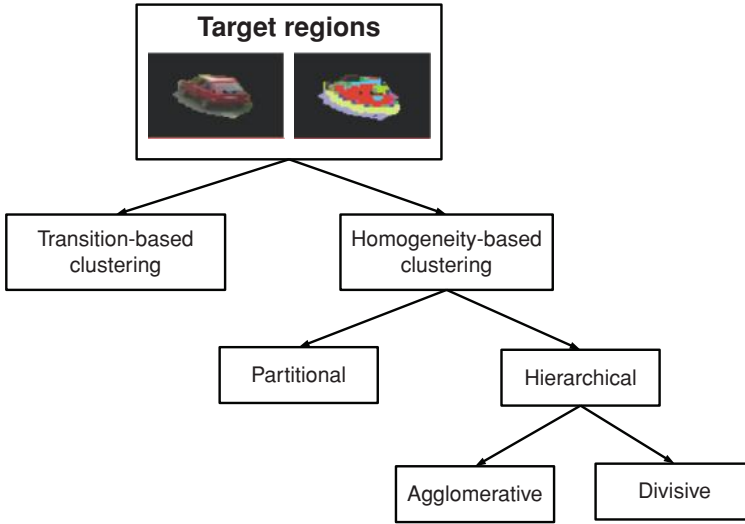 Target regions
Transition-based
clustering
Homogeneity-based
clustering
Partitional
Hierarchical
Agglomerative
Divisive